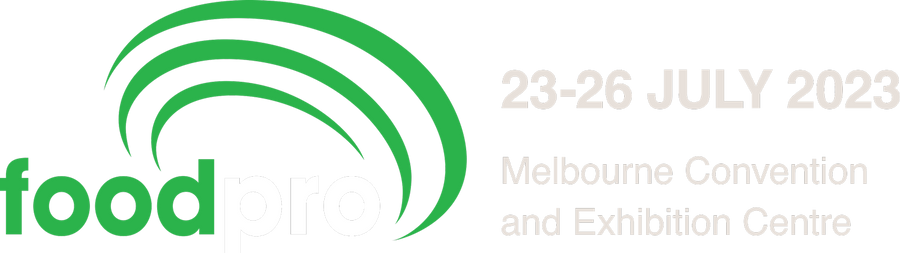 foodpro
23-26 JULY 2023
Melbourne Convention
and Exhibition Centre